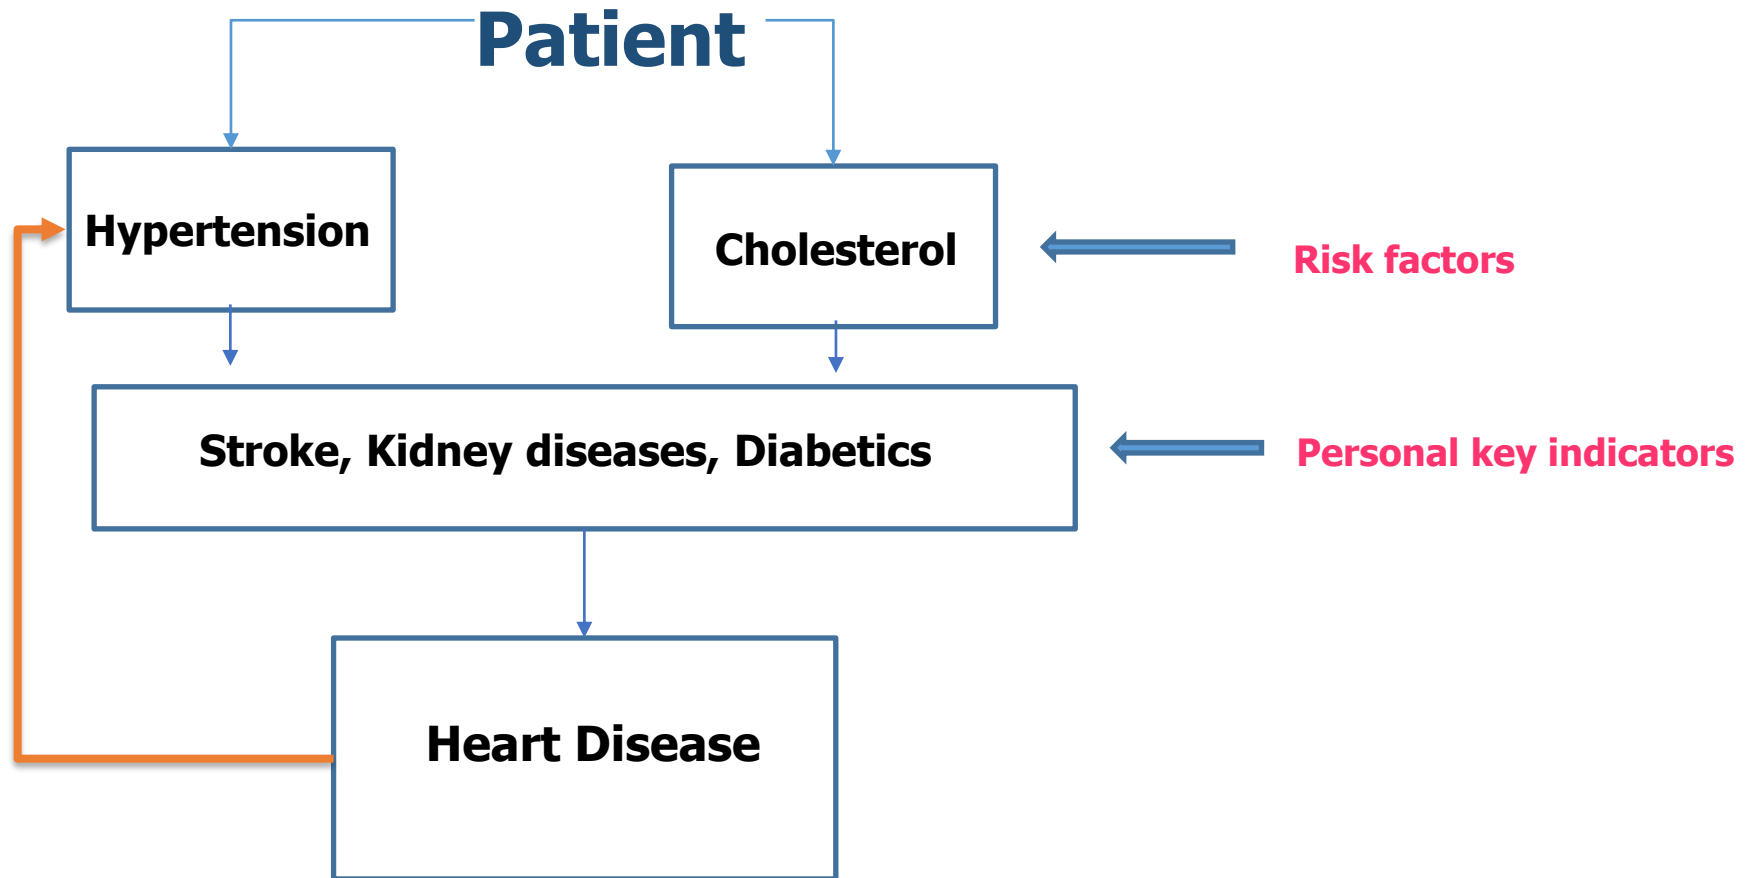 Patient
Hypertension
Cholesterol
Risk factors
Stroke, Kidney diseases, Diabetics
Personal key indicators
Heart Disease